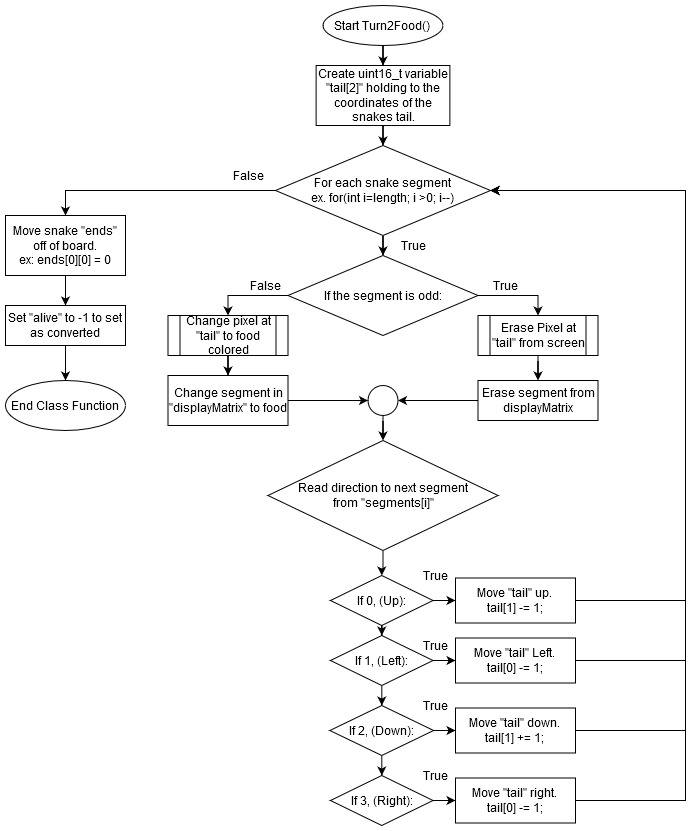 Start Turn2Food()
Create uint16_t variable
"tail[2]" holding to the
coordinates of the
snakes tail.
False
For each snake segment
ex. for(int i=length; i >0; i--)
True
Move snake "ends"
off of board.
ex: ends[0][0] = 0
Set "alive" to -1 to set
as converted
End Class Function
False
If the segment is odd:
True
Change pixel at
"tail" to food
colored
Erase Pixel at
"tail" from screen
Change segment in
"displayMatrix" to food
Erase segment from
displayMatrix
Read direction to next segment
from "segments[i]"
If 0, (Up):
True
Move "tail" up.
tail[1] -= 1;
If 1, (Left):
True
Move "tail" Left.
tail[0] -= 1;
If 2, (Down):
True
Move "tail" down.
tail[1] += 1;
If 3, (Right):
True
Move "tail" right.
tail[0] -= 1;